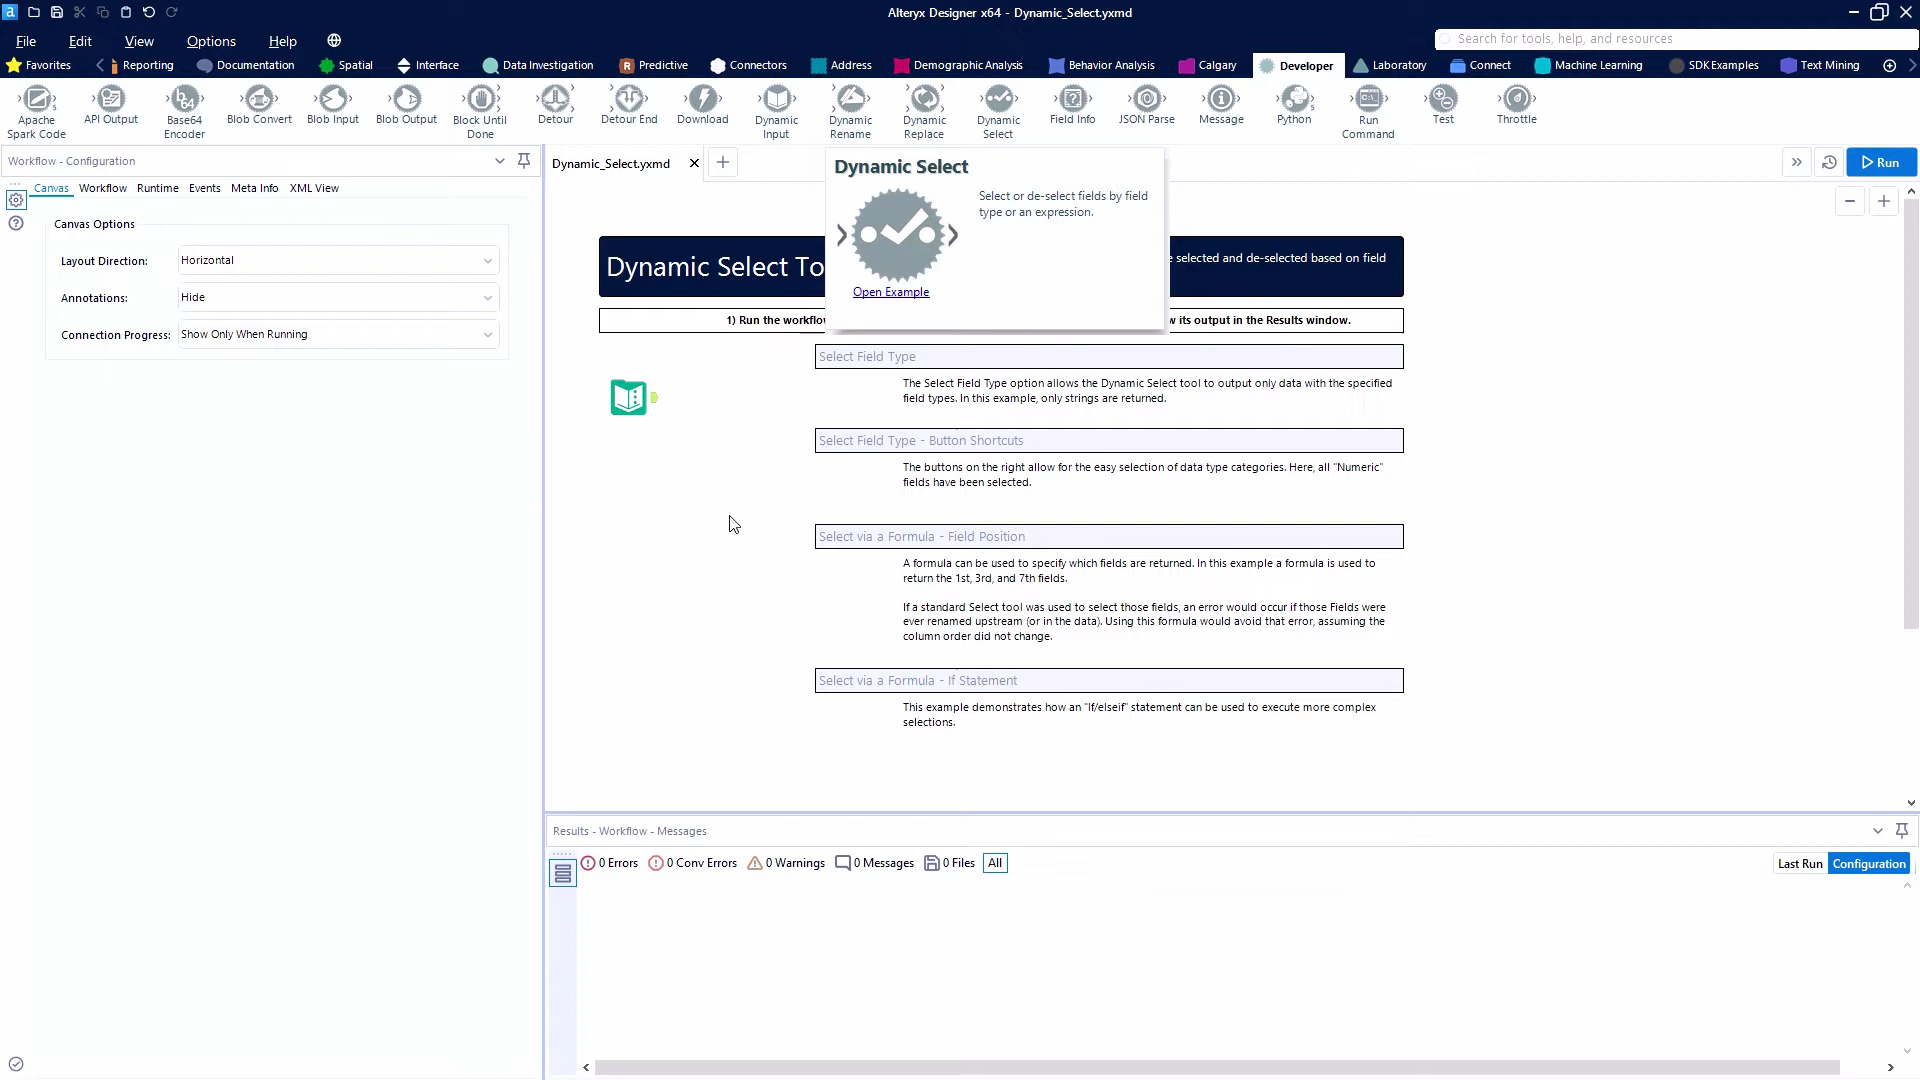 Alteryx Designer x64 - Dynamic_Select.yxmd
File Edit View Options Help
Search for tools, help, and resources
Favorites Reporting Documentation Spatial Interface Data Investigation Predictive Connectors Address Demographic Analysis Behavior Analysis Calgary Developer Laboratory Connect Machine Learning SDK Examples Text Mining
Apache Spark Code
API Output
Base64 Encoder
Blob Convert
Blob Input
Blob Output
Block Until Done
Detour
Detour End
Download
Dynamic Input
Dynamic Rename
Dynamic Replace
Dynamic Select
Field Info
JSON Parse
Message
Python
Run Command
Test
Throttle
Workflow - Configuration
Canvas Workflow Runtime Events Meta Info XML View
Canvas Options
Layout Direction: Horizontal
Annotations: Hide
Connection Progress: Show Only When Running
Dynamic_Select.yxmd
Run
Dynamic Select
Select or de-select fields by field
type or an expression.
Open Example
Dynamic Select To
e selected and de-selected based on field
1) Run the workflow
w its output in the Results window.
Select Field Type
The Select Field Type option allows the Dynamic Select tool to output only data with the specified
field types. In this example, only strings are returned.
Select Field Type - Button Shortcuts
The buttons on the right allow for the easy selection of data type categories. Here, all "Numeric"
fields have been selected.
Select via a Formula - Field Position
A formula can be used to specify which fields are returned. In this example a formula is used to
return the 1st, 3rd, and 7th fields.
If a standard Select tool was used to select those fields, an error would occur if those Fields were
ever renamed upstream (or in the data). Using this formula would avoid that error, assuming the
column order did not change.
Select via a Formula - If Statement
This example demonstrates how an "If/elseif" statement can be used to execute more complex
selections.
Results - Workflow - Messages
0 Errors 0 Conv Errors 0 Warnings 0 Messages 0 Files All
Last Run Configuration